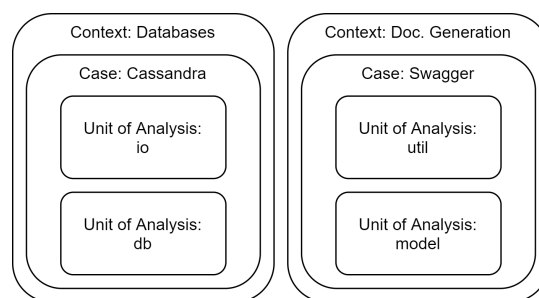 Context: Databases
Case: Cassandra
Unit of Analysis:
io
Unit of Analysis:
db
Context: Doc. Generation
Case: Swagger
Unit of Analysis:
util
Unit of Analysis:
model